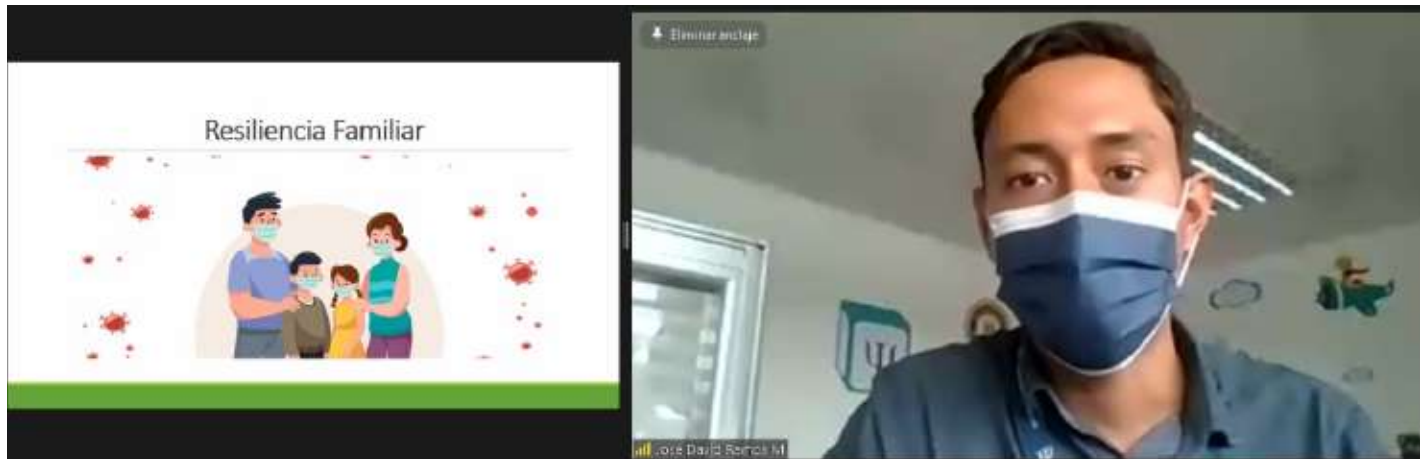 Resiliencia Familiar
Eliminar anclaje
Ψ
José David Ramos M